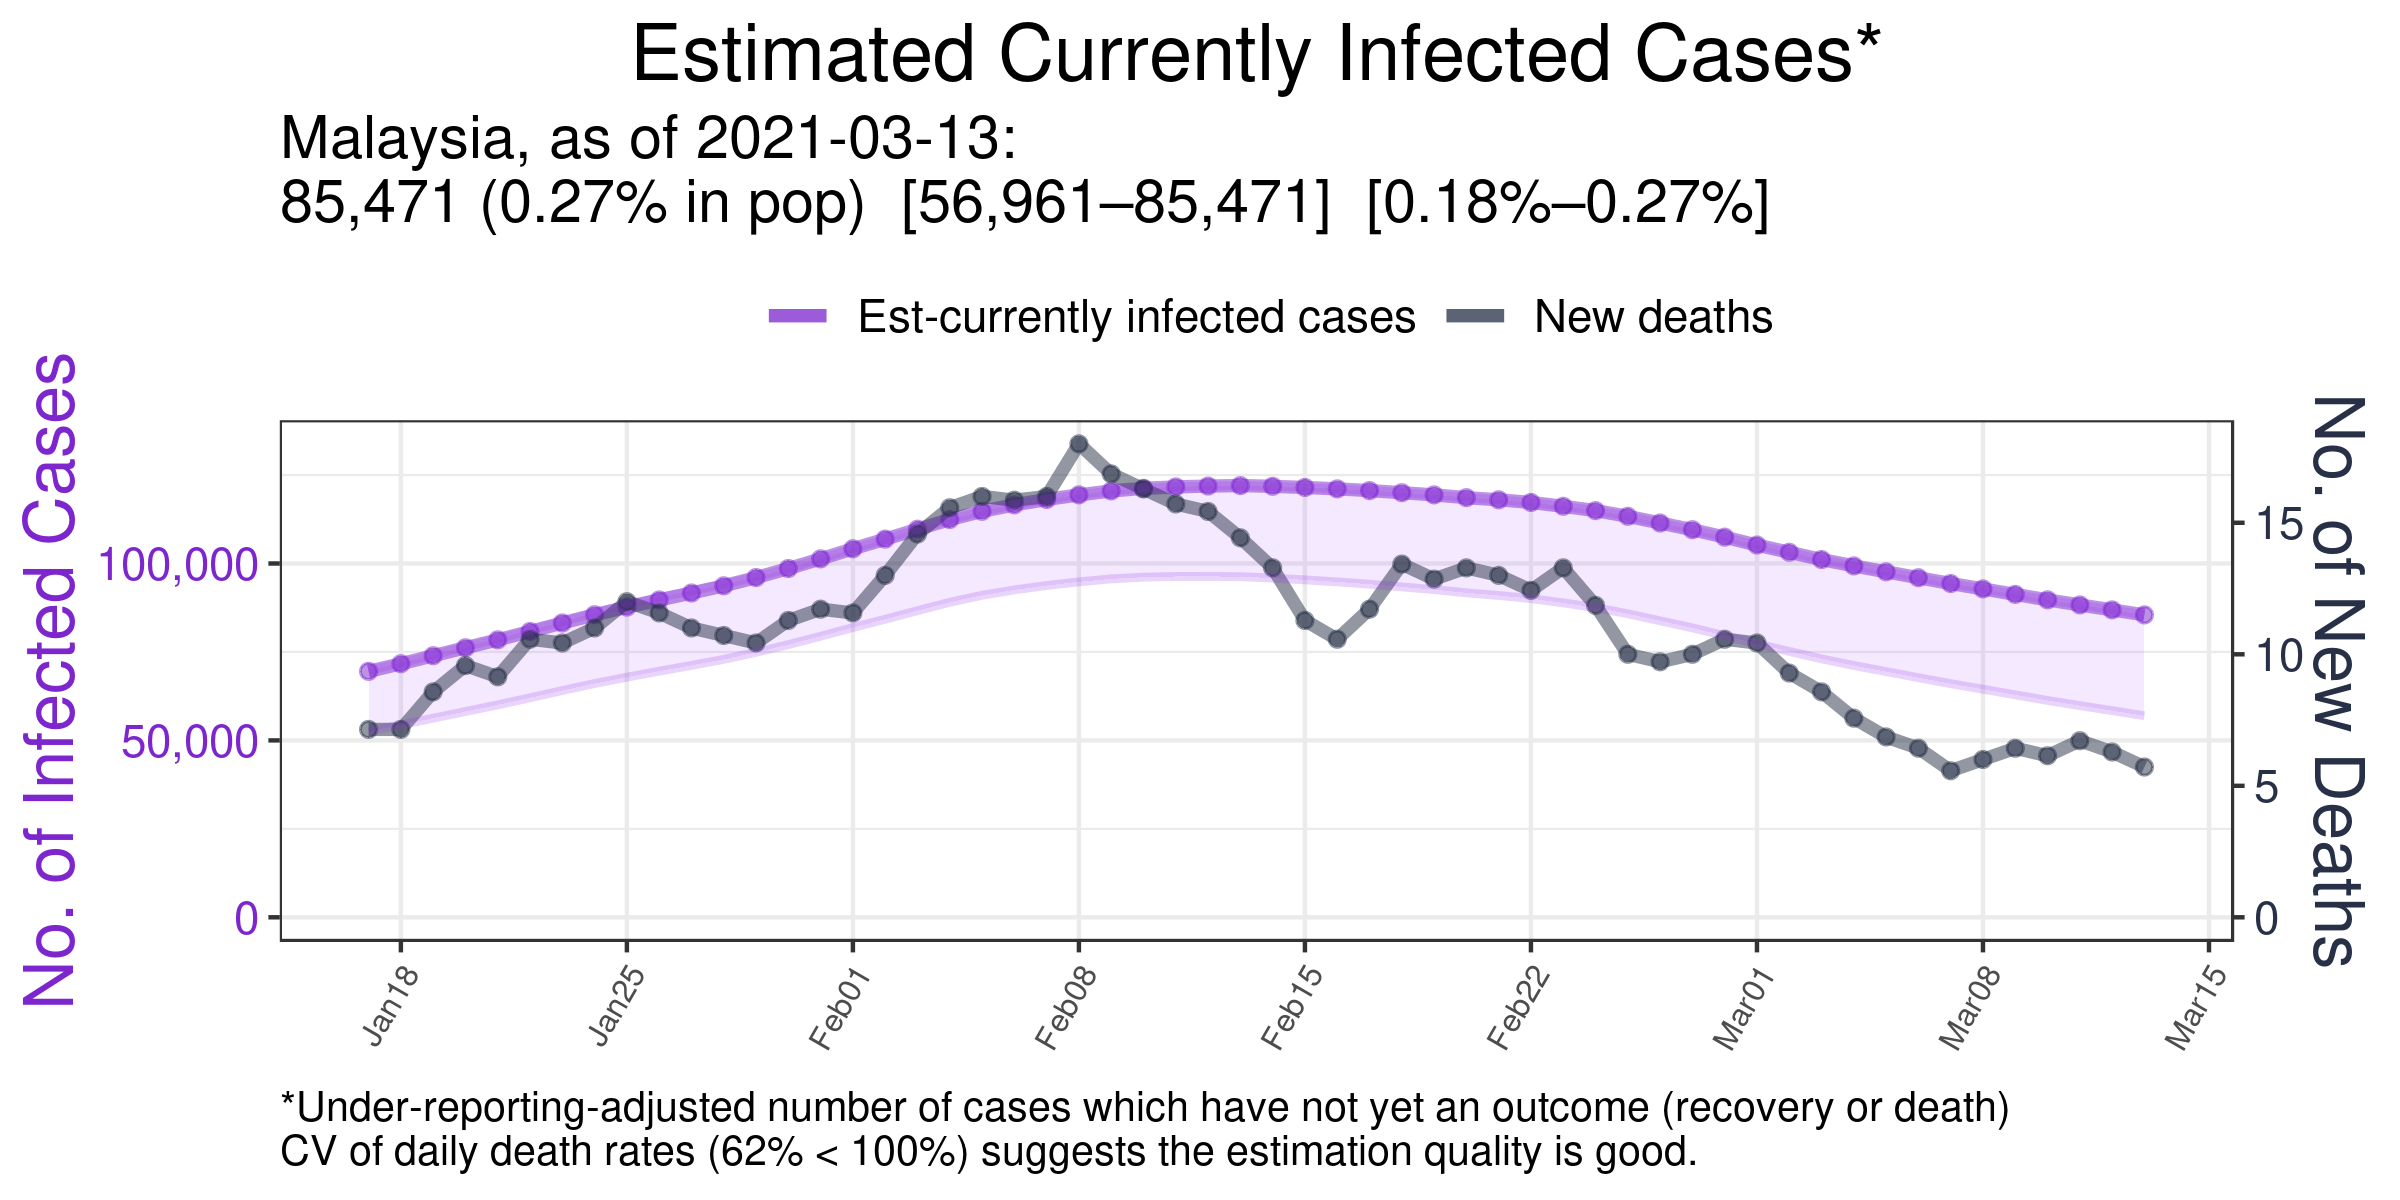 Estimated Currently Infected Cases*
Malaysia, as of 2021-03-13:
85,471 (0.27% in pop)  [56,961–85,471]  [0.18%–0.27%]
Est-currently infected cases
New deaths
No. of Infected Cases
100,000
50,000
0
15
10
5
0
No. of New Deaths
Jan18
Jan25
Feb01
Feb08
Feb15
Feb22
Mar01
Mar08
Mar15
*Under-reporting-adjusted number of cases which have not yet an outcome (recovery or death)
CV of daily death rates (62% < 100%) suggests the estimation quality is good.